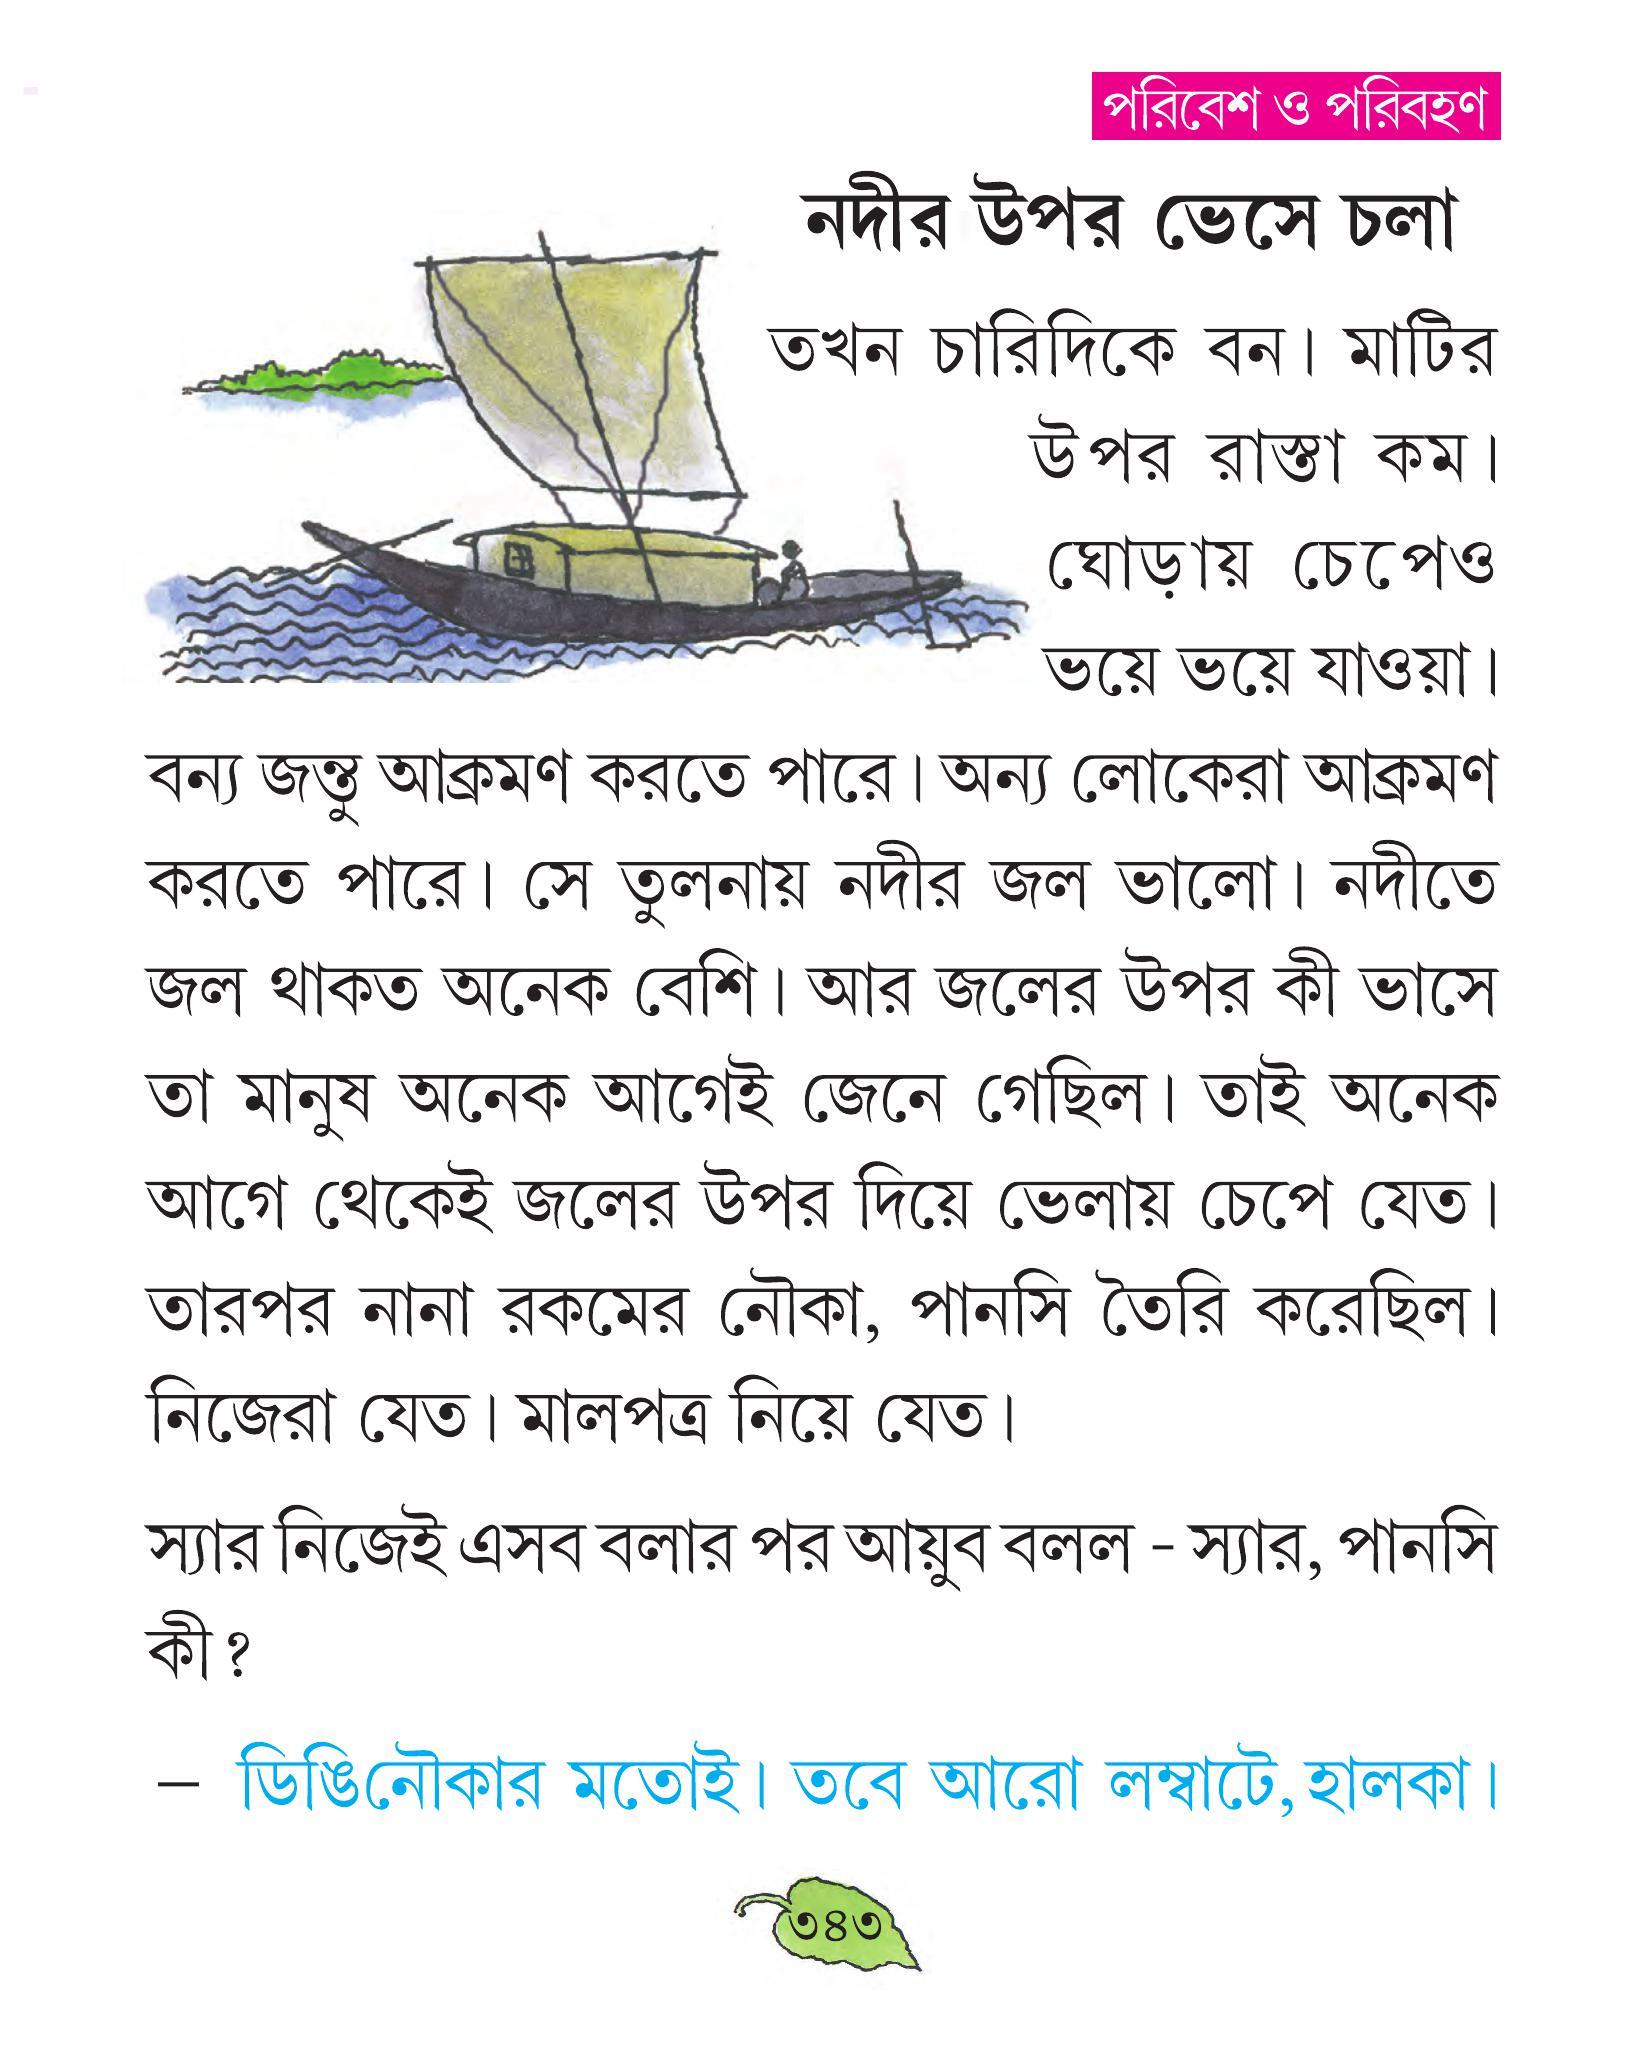 পরিবেশ ও পরিবহণ
নদীর উপর ভেসে চলা
তখন চারিদিকে বন। মাটির
উপর রাস্তা কম।
ঘোড়ায় চেপেও
ভয়ে ভয়ে যাওয়া।
বন্য জন্তু আক্রমণ করতে পারে। অন্য লোকেরা আক্রমণ
করতে পারে। সে তুলনায় নদীর জল ভালো। নদীতে
জল থাকত অনেক বেশি। আর জলের উপর কী ভাসে
তা মানুষ অনেক আগেই জেনে গেছিল। তাই অনেক
আগে থেকেই জলের উপর দিয়ে ভেলায় চেপে যেত।
তারপর নানা রকমের নৌকা, পানসি তৈরি করেছিল।
নিজেরা যেত। মালপত্র নিয়ে যেত।
স্যার নিজেই এসব বলার পর আয়ুব বলল - স্যার, পানসি
কী?
– ডিঙিনৌকার মতোই। তবে আরো লম্বাটে, হালকা।
৩৪৩